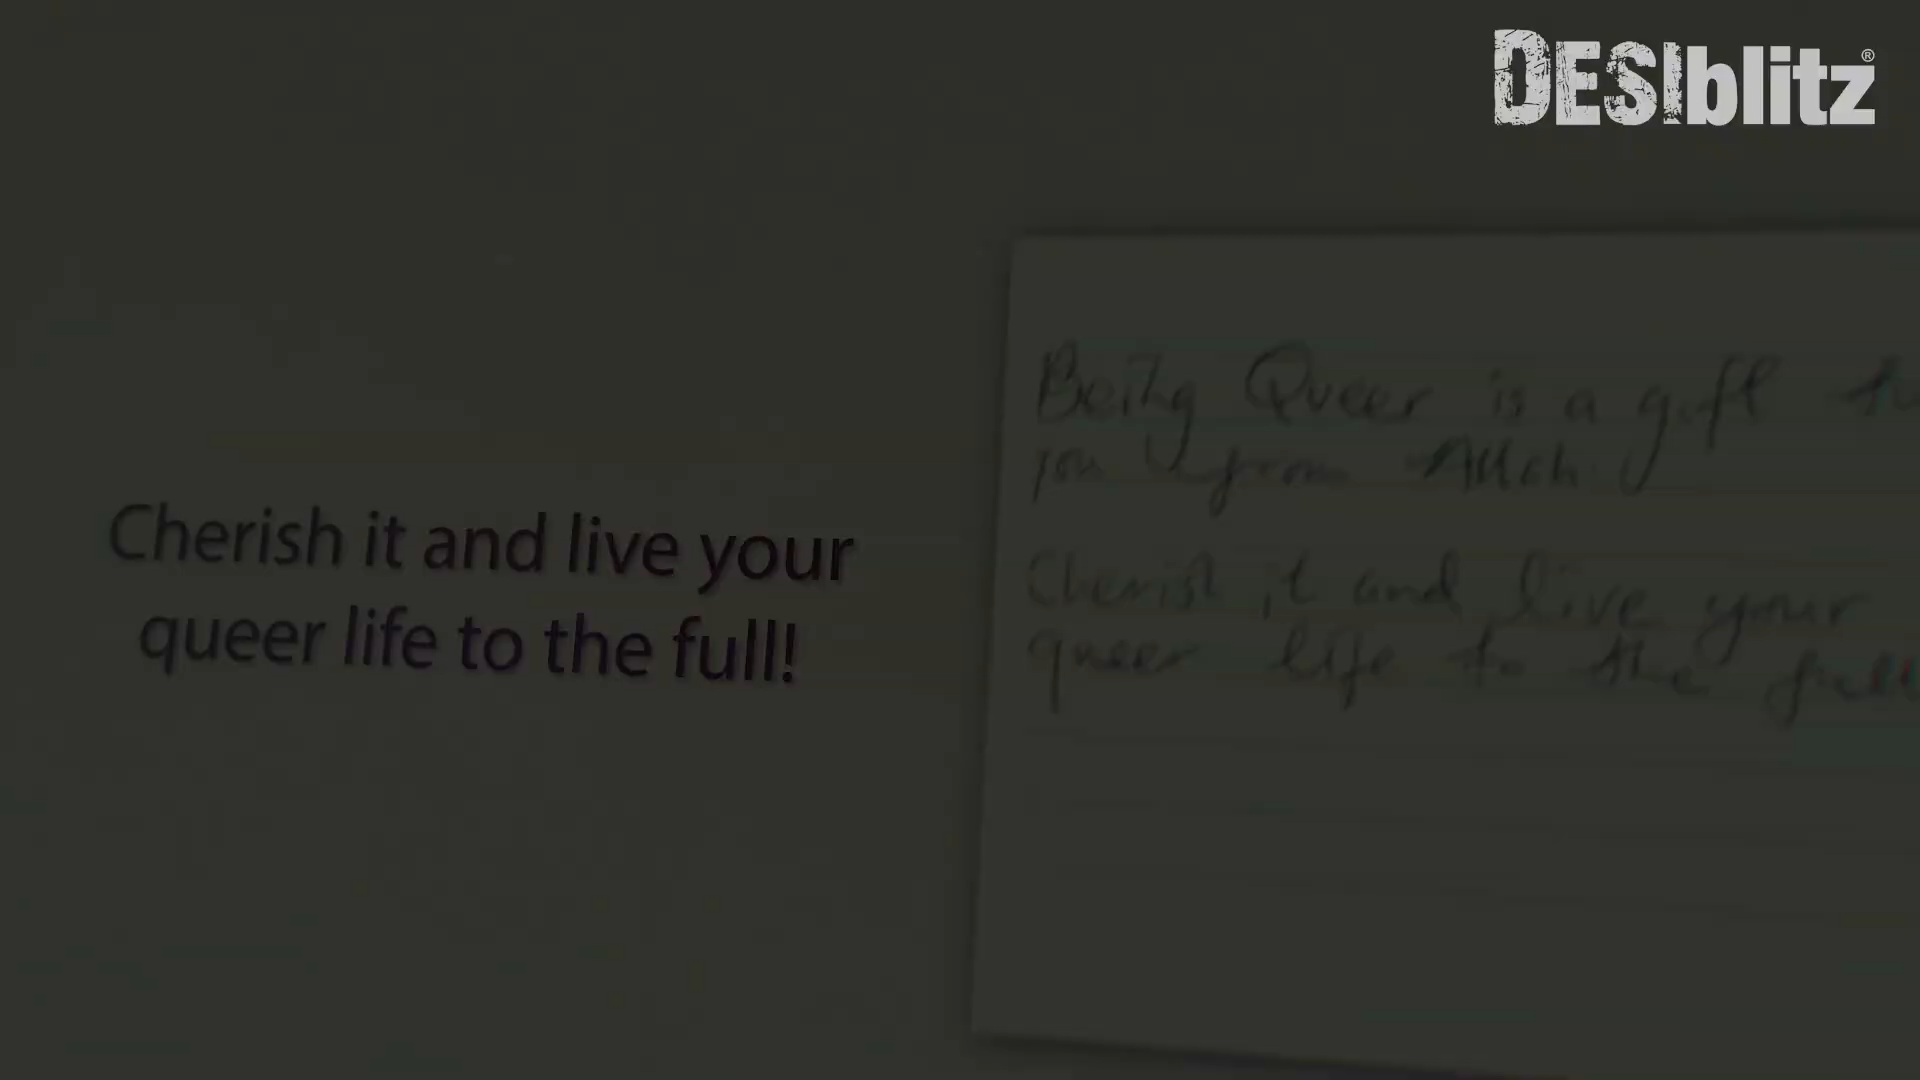 DESIblitz®
Cherish it and live your
queer life to the full!
Being Queer is a gift
you from Allah
Cherish it and live your
queer life to the full